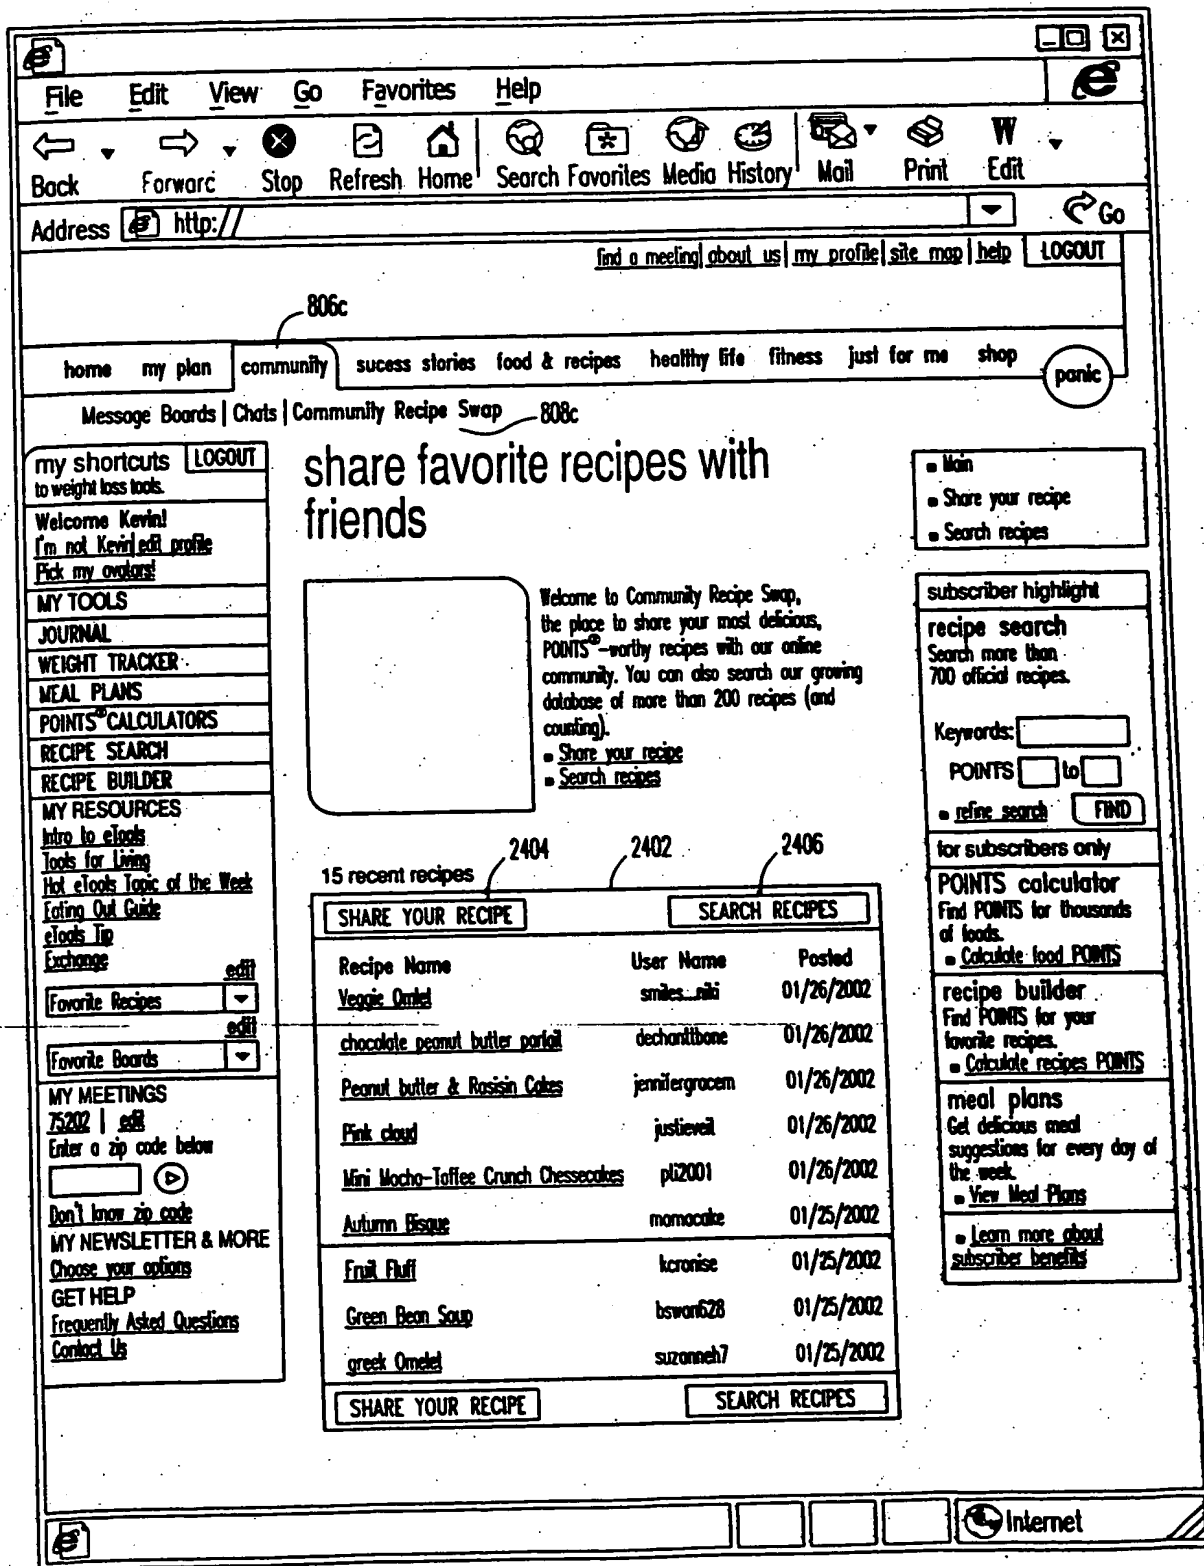 File Edit View Go Favorites Help
Back Forward Stop Refresh Home Search Favorites Media History Mail Print Edit
Address http:// Go
find a meeting| about us| my profile| site map| help LOGOUT
806c
home my plan community sucess stories food & recipes healthy life fitness just for me shop panic
Message Boards | Chats | Community Recipe Swap 808c
my shortcuts LOGOUT
to weight loss tools.
Welcome Kevin!
I'm not Kevin| edit profile
Pick my avatars!
MY TOOLS
JOURNAL
WEIGHT TRACKER
MEAL PLANS
POINTS® CALCULATORS
RECIPE SEARCH
RECIPE BUILDER
MY RESOURCES
Intro to eTools
Tools for Living
Hot eTools Topic of the Week
Eating Out Guide
eTools Tip
Exchange
edit
Favorite Recipes
edit
Favorite Boards
MY MEETINGS
75202 | edit
Enter a zip code below
Don't know zip code
MY NEWSLETTER & MORE
Choose your options
GET HELP
Frequently Asked Questions
Contact Us
share favorite recipes with
friends
Welcome to Community Recipe Swap,
the place to share your most delicious,
POINTS®-worthy recipes with our online
community. You can also search our growing
database of more than 200 recipes (and
counting).
Share your recipe
Search recipes
2404 2402 2406
15 recent recipes
SHARE YOUR RECIPE SEARCH RECIPES
Recipe Name User Name Posted
Veggie Omlet smiles...niki 01/26/2002
chocolate peanut butter parfait dechanttbone 01/26/2002
Peanut butter & Rasisin Cakes jennifergracem 01/26/2002
Pink cloud justieveil 01/26/2002
Mini Mocha-Toffee Crunch Chessecakes pli2001 01/26/2002
Autumn Bisque momacake 01/25/2002
Fruit Fluff kcronise 01/25/2002
Green Bean Soup bswan628 01/25/2002
greek Omelet suzanneh7 01/25/2002
SHARE YOUR RECIPE SEARCH RECIPES
Main
Share your recipe
Search recipes
subscriber highlight
recipe search
Search more than
700 official recipes.
Keywords:
POINTS to
refine search FIND
for subscribers only
POINTS calculator
Find POINTS for thousands
of foods.
Calculate food POINTS
recipe builder
Find POINTS for your
favorite recipes.
Calculate recipes POINTS
meal plans
Get delicious meal
suggestions for every day of
the week.
View Meal Plans
Learn more about
subscriber benefits
Internet